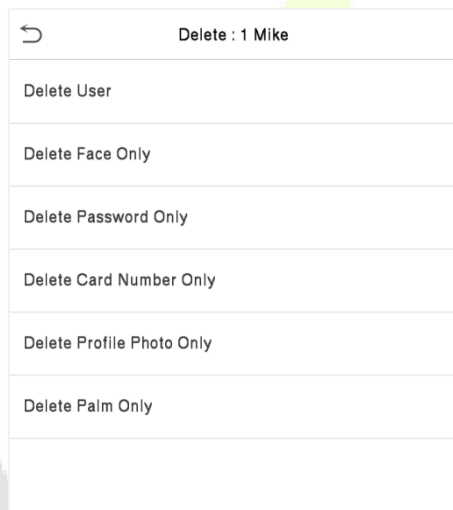 Delete : 1 Mike
Delete User
Delete Face Only
Delete Password Only
Delete Card Number Only
Delete Profile Photo Only
Delete Palm Only